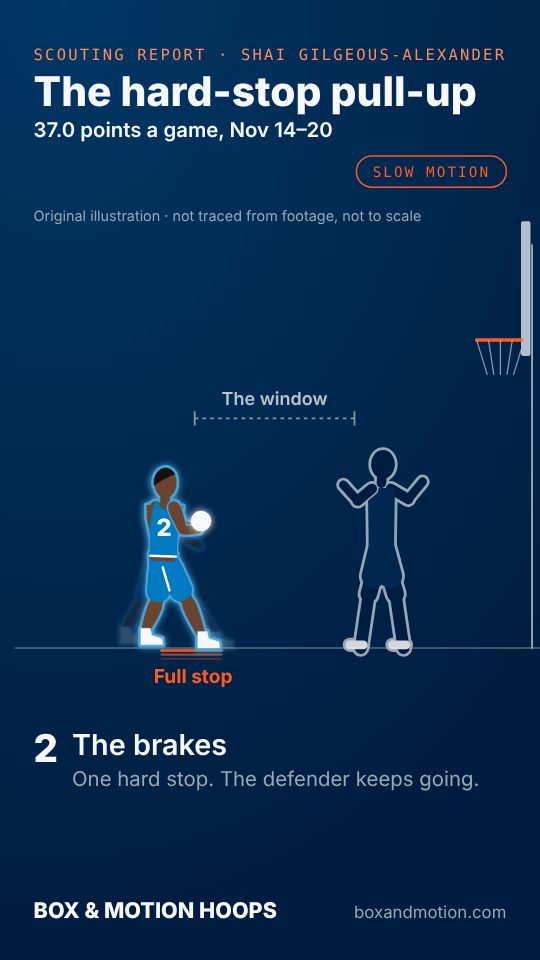 SCOUTING REPORT · SHAI GILGEOUS-ALEXANDER
The hard-stop pull-up
37.0 points a game, Nov 14–20
SLOW MOTION
Original illustration · not traced from footage, not to scale
The window
2
Full stop
2 The brakes
One hard stop. The defender keeps going.
BOX & MOTION HOOPS
boxandmotion.com